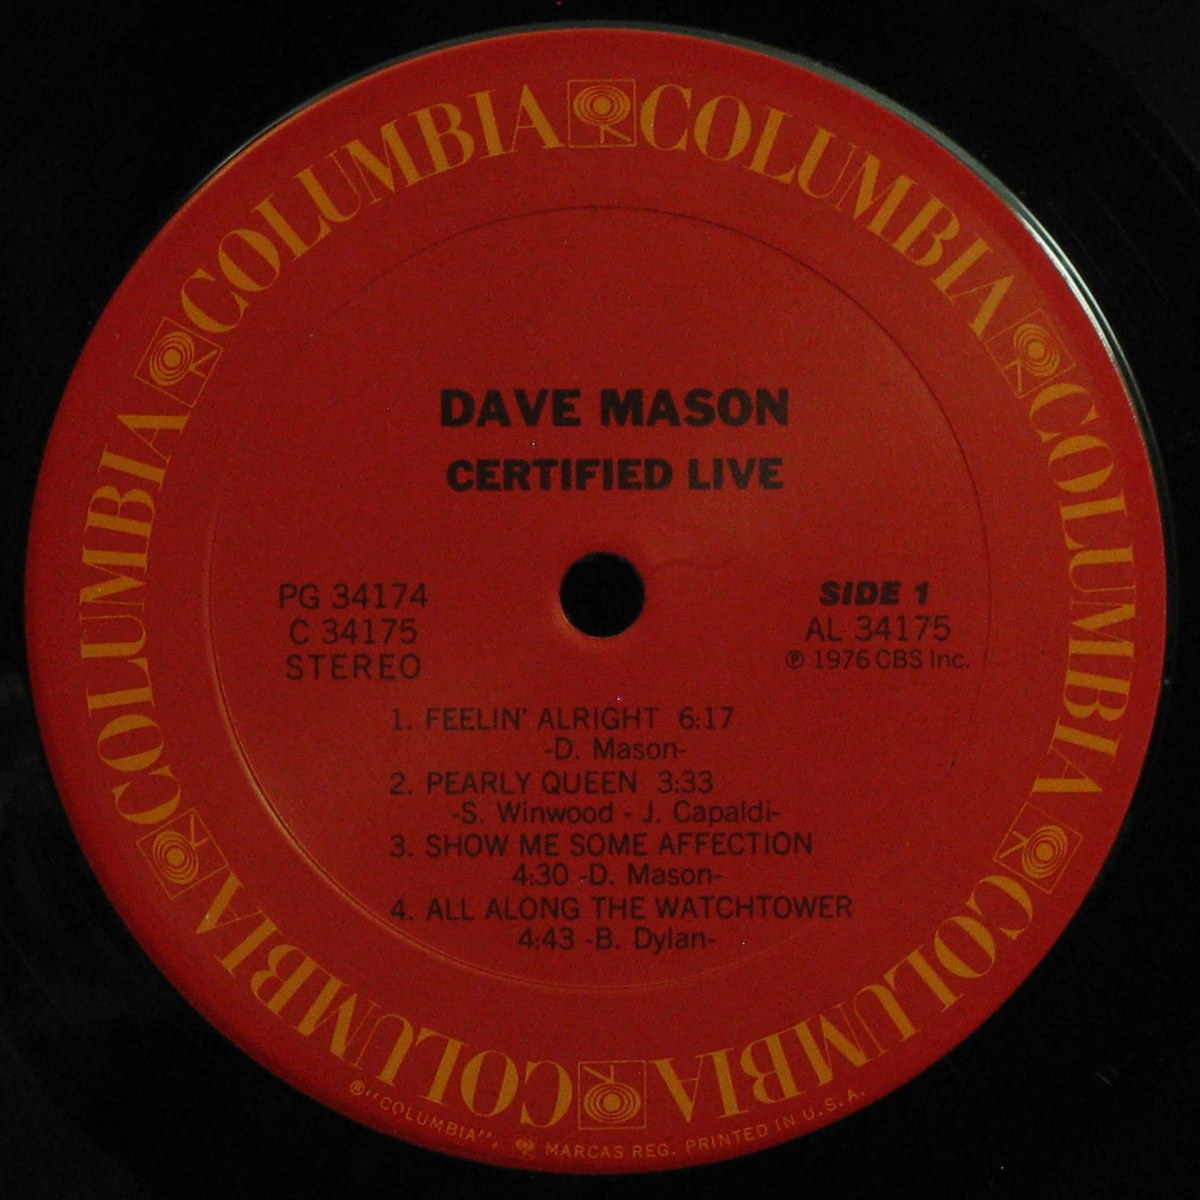 COLUMBIA COLUMBIA COLUMBIA COLUMBIA COLUMBIA COLUMBIA
DAVE MASON
CERTIFIED LIVE
PG 34174
C 34175
STEREO
SIDE 1
AL 34175
℗ 1976 CBS Inc.
1. FEELIN' ALRIGHT 6:17
-D. Mason-
2. PEARLY QUEEN 3:33
-S. Winwood - J. Capaldi-
3. SHOW ME SOME AFFECTION
4:30 -D. Mason-
4. ALL ALONG THE WATCHTOWER
4:43 -B. Dylan-
®"COLUMBIA", MARCAS REG. PRINTED IN U.S.A.